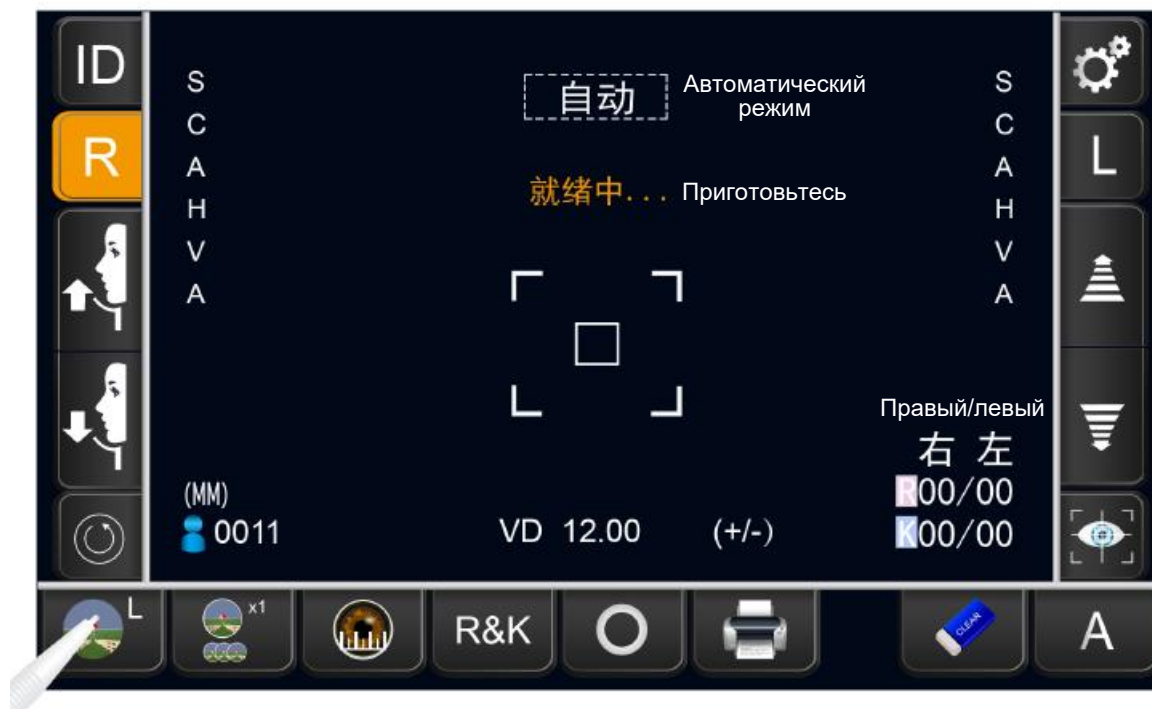 ID
R
S
C
A
H
V
A
自动
Автоматический
режим
就绪中...
Приготовьтесь
S
C
A
H
V
A
L
Правый/левый
右 左
R00/00
K00/00
(MM)
0011
VD 12.00
(+/-)
L
x1
R&K
CLEAR
A